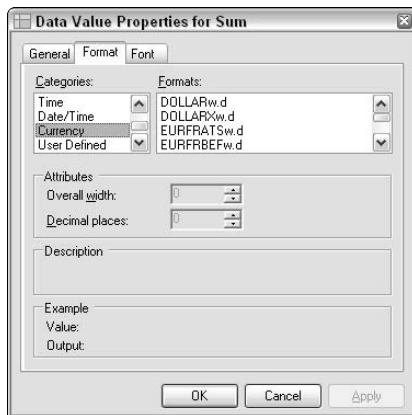 Data Value Properties for Sum
General Format Font
Categories: Formats:
Time
Date/Time
Currency
User Defined
DOLLARw.d
DOLLARXw.d
EURFRATSw.d
EURFRBEFw.d
Attributes
Overall width: 0
Decimal places: 0
Description
Example
Value:
Output:
OK Cancel Apply